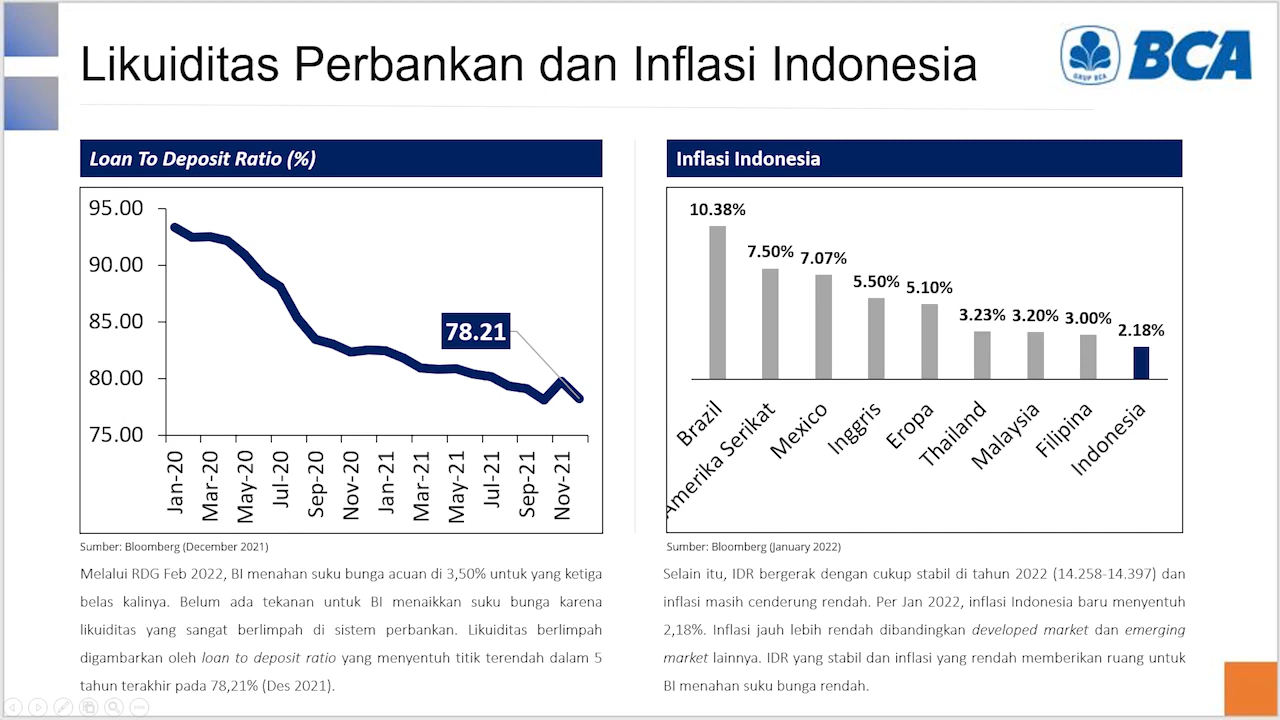 Likuiditas Perbankan dan Inflasi Indonesia
GRUP BCA
BCA
Loan To Deposit Ratio (%)
95.00
90.00
85.00
80.00
75.00
78.21
Jan-20
Mar-20
May-20
Jul-20
Sep-20
Nov-20
Jan-21
Mar-21
May-21
Jul-21
Sep-21
Nov-21
Sumber: Bloomberg (December 2021)
Melalui RDG Feb 2022, BI menahan suku bunga acuan di 3,50% untuk yang ketiga
belas kalinya. Belum ada tekanan untuk BI menaikkan suku bunga karena
likuiditas yang sangat berlimpah di sistem perbankan. Likuiditas berlimpah
digambarkan oleh loan to deposit ratio yang menyentuh titik terendah dalam 5
tahun terakhir pada 78,21% (Des 2021).
Inflasi Indonesia
10.38%
7.50%
7.07%
5.50%
5.10%
3.23%
3.20%
3.00%
2.18%
Brazil
Amerika Serikat
Mexico
Inggris
Eropa
Thailand
Malaysia
Filipina
Indonesia
Sumber: Bloomberg (January 2022)
Selain itu, IDR bergerak dengan cukup stabil di tahun 2022 (14.258-14.397) dan
inflasi masih cenderung rendah. Per Jan 2022, inflasi Indonesia baru menyentuh
2,18%. Inflasi jauh lebih rendah dibandingkan developed market dan emerging
market lainnya. IDR yang stabil dan inflasi yang rendah memberikan ruang untuk
BI menahan suku bunga rendah.